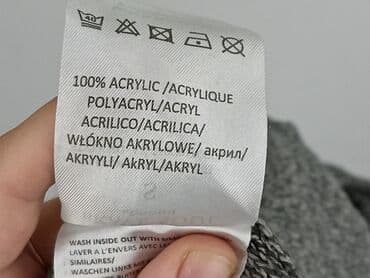 40
100% ACRYLIC /ACRYLIQUE
POLYACRYL/ACRYL
ACRILICO/ACRILICA/
WŁÓKNO AKRYLOWE/ акрил/
AKRYYLI/ AkRYL/AKRYL
S
WASH INSIDE OUT WITH
LAVER A L'ENVERS AVEC
SIMILAIRES/
WASCHEN LINKS